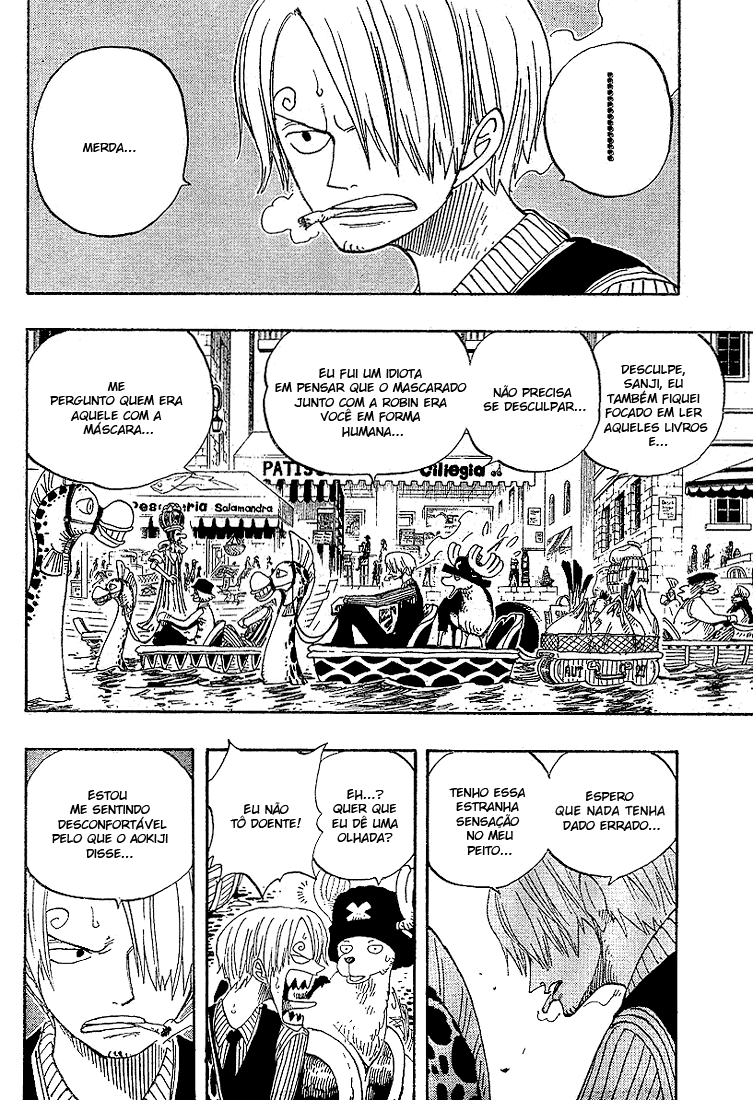 ............
MERDA...
DESCULPE,
SANJI, EU
TAMBÉM FIQUEI
FOCADO EM LER
AQUELES LIVROS
E...
NÃO PRECISA
SE DESCULPAR...
EU FUI UM IDIOTA
EM PENSAR QUE O MASCARADO
JUNTO COM A ROBIN ERA
VOCÊ EM FORMA
HUMANA...
ME
PERGUNTO QUEM ERA
AQUELE COM A
MÁSCARA...
PATISS
Ciliegia
Salamandra
ESPERO
QUE NADA TENHA
DADO ERRADO...
TENHO ESSA
ESTRANHA
SENSAÇÃO
NO MEU
PEITO...
EH...?
QUER QUE
EU DÊ UMA
OLHADA?
EU NÃO
TÔ DOENTE!
ESTOU
ME SENTINDO
DESCONFORTÁVEL
PELO QUE O AOKIJI
DISSE...